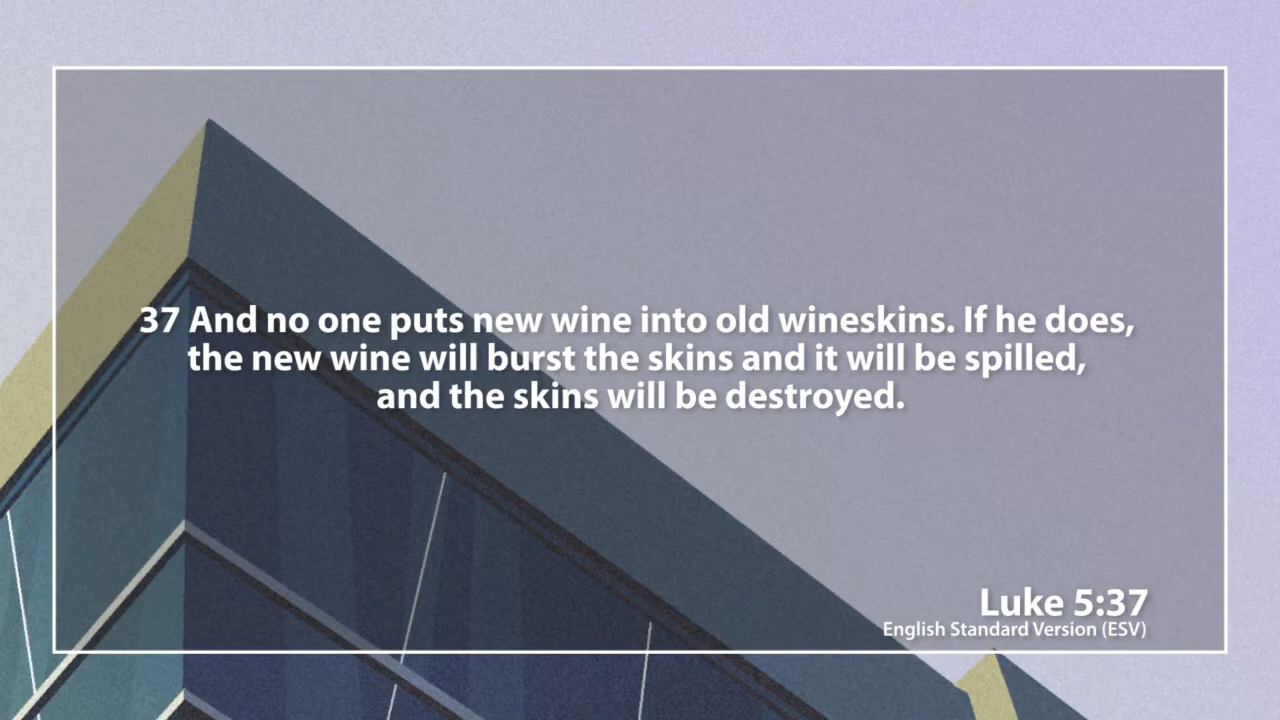 37 And no one puts new wine into old wineskins. If he does,
the new wine will burst the skins and it will be spilled,
and the skins will be destroyed.
Luke 5:37
English Standard Version (ESV)